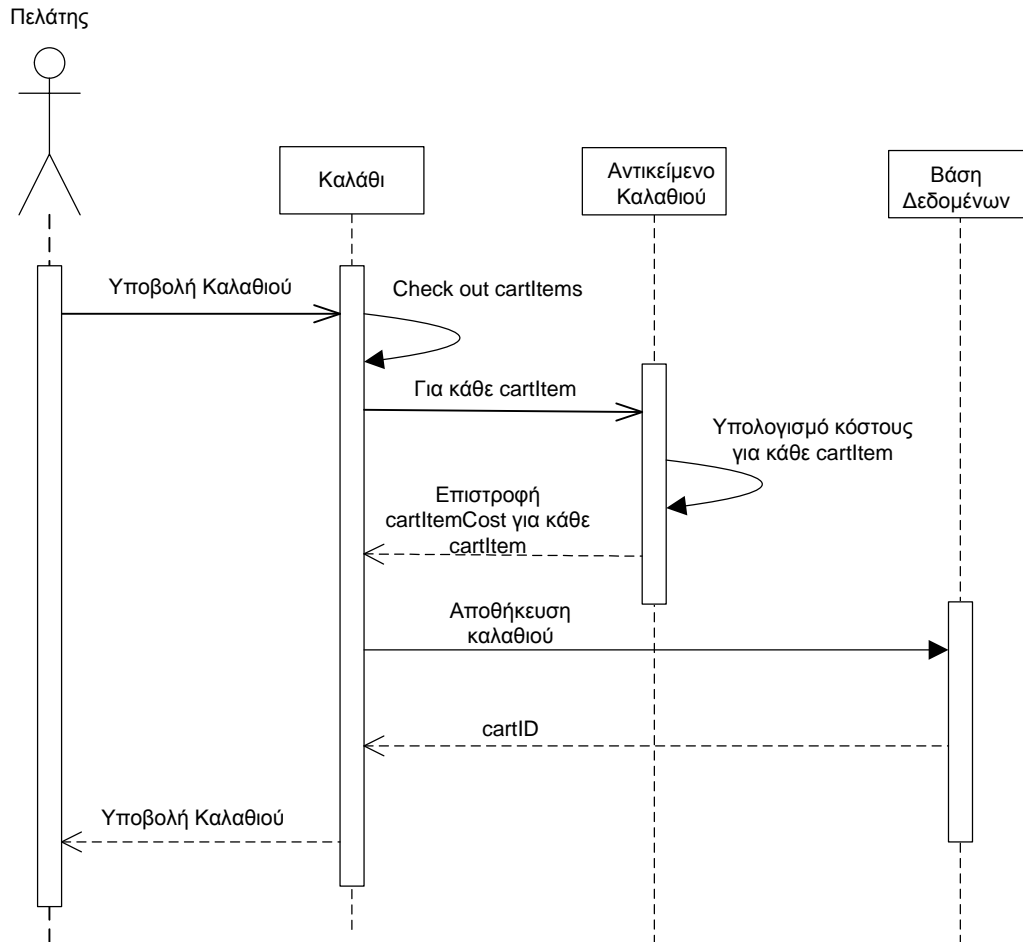 Πελάτης
Καλάθι
Αντικείμενο
Καλαθιού
Βάση
Δεδομένων
Υποβολή Καλαθιού
Check out cartItems
Για κάθε cartItem
Υπολογισμό κόστους
για κάθε cartItem
Επιστροφή
cartItemCost για κάθε
cartItem
Αποθήκευση
καλαθιού
cartID
Υποβολή Καλαθιού